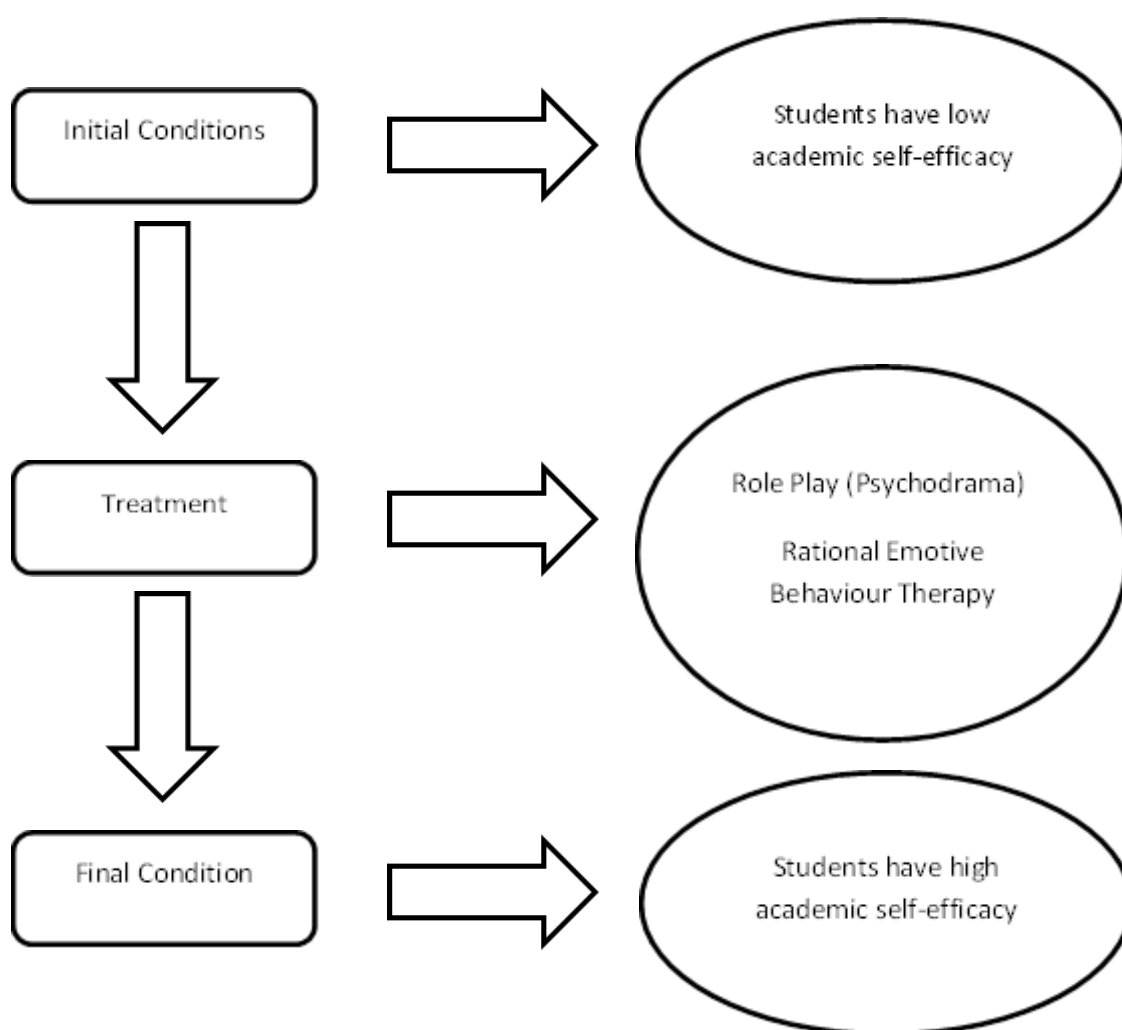 Initial Conditions
Students have low
academic self-efficacy
Treatment
Role Play (Psychodrama)
Rational Emotive
Behaviour Therapy
Final Condition
Students have high
academic self-efficacy